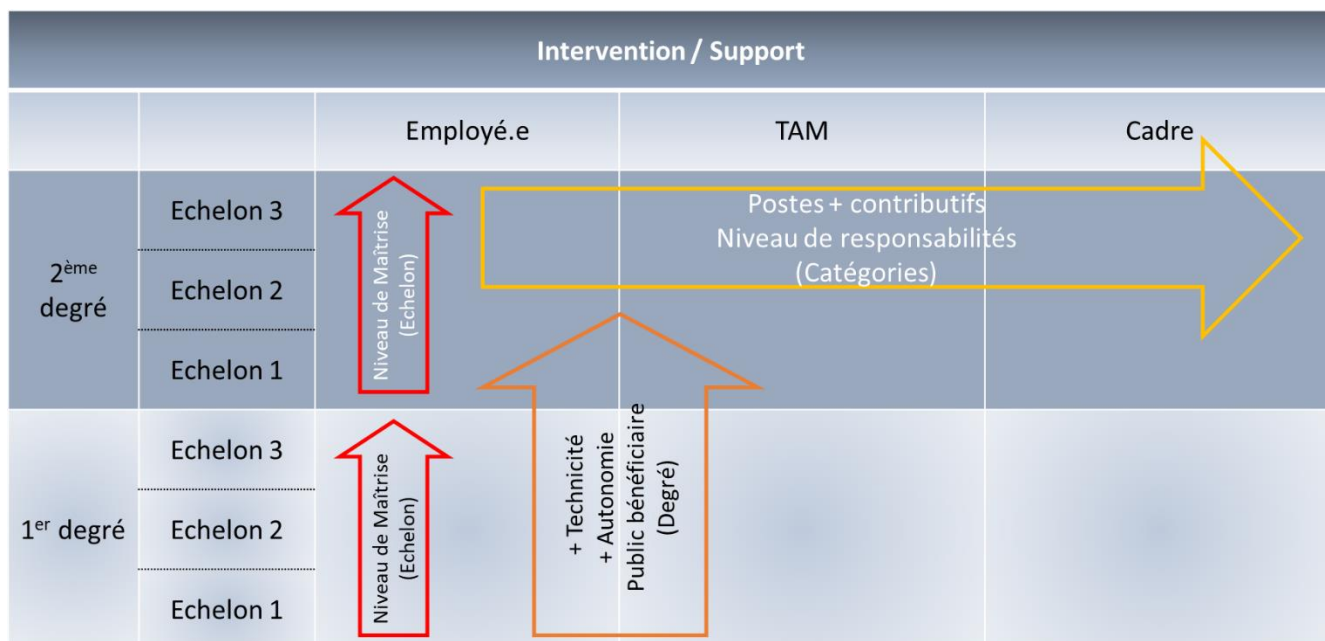 Intervention / Support
Employé.e
TAM
Cadre
2ème
degré
Echelon 3
Echelon 2
Echelon 1
Niveau de Maîtrise
(Echelon)
Postes + contributifs
Niveau de responsabilités
(Catégories)
1er degré
Echelon 3
Echelon 2
Echelon 1
Niveau de Maîtrise
(Echelon)
+ Technicité
+ Autonomie
Public bénéficiaire
(Degré)